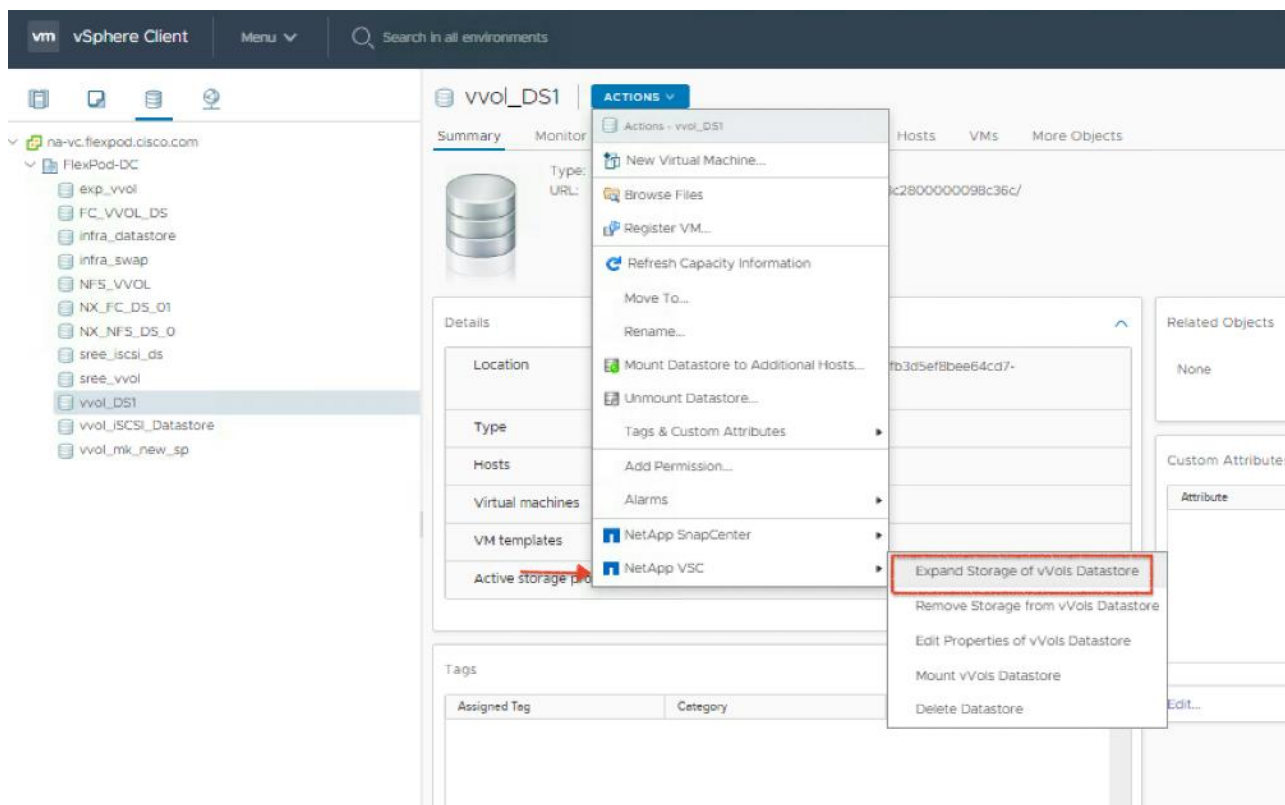 vm vSphere Client Menu Search in all environments
na-vc.flexpod.cisco.com
FlexPod-DC
exp_vvol
FC_VVOL_DS
infra_datastore
infra_swap
NFS_VVOL
NX_FC_DS_01
NX_NFS_DS_0
sree_iscsi_ds
sree_vvol
vvol_DS1
vvol_iSCSI_Datastore
vvol_mk_new_sp
vvol_DS1 ACTIONS
Summary Monitor Hosts VMs More Objects
Type:
URL: c2800000098c36c/
Actions - vvol_DS1
New Virtual Machine...
Browse Files
Register VM...
Refresh Capacity Information
Move To...
Rename...
Mount Datastore to Additional Hosts...
Unmount Datastore...
Tags & Custom Attributes
Add Permission...
Alarms
NetApp SnapCenter
NetApp VSC
Expand Storage of vVols Datastore
Remove Storage from vVols Datastore
Edit Properties of vVols Datastore
Mount vVols Datastore
Delete Datastore
Details
Location fb3d5ef8bee64cd7-
Type
Hosts
Virtual machines
VM templates
Active storage pro
Tags
Assigned Tag Category
Related Objects
None
Custom Attribute
Attribute
Edit...